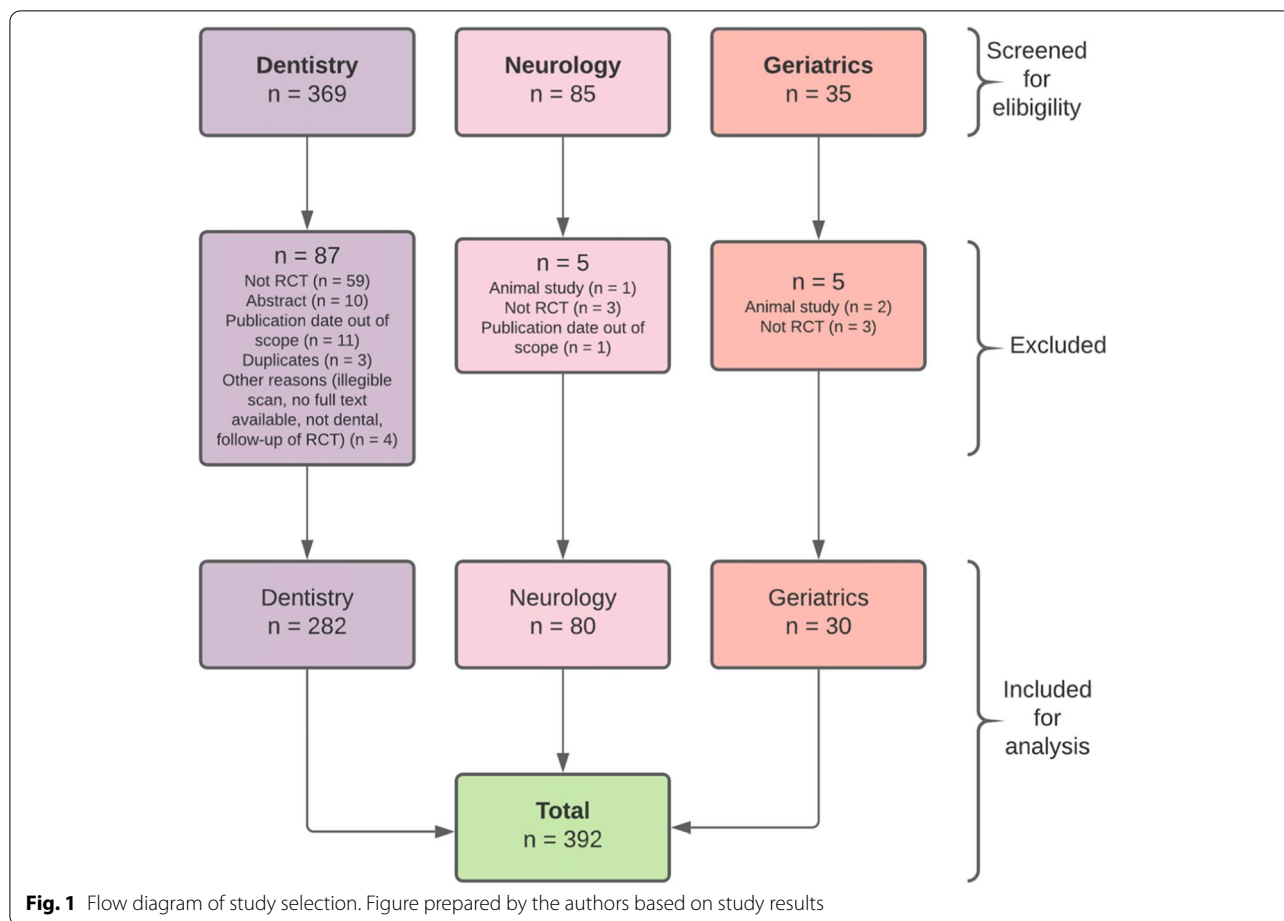 Dentistry
n = 369
Neurology
n = 85
Geriatrics
n = 35
Screened
for
elibigility
n = 87
Not RCT (n = 59)
Abstract (n = 10)
Publication date out of
scope (n = 11)
Duplicates (n = 3)
Other reasons (illegible
scan, no full text
available, not dental,
follow-up of RCT) (n = 4)
n = 5
Animal study (n = 1)
Not RCT (n = 3)
Publication date out of
scope (n = 1)
n = 5
Animal study (n = 2)
Not RCT (n = 3)
Excluded
Dentistry
n = 282
Neurology
n = 80
Geriatrics
n = 30
Included
for
analysis
Total
n = 392
Fig. 1 Flow diagram of study selection. Figure prepared by the authors based on study results